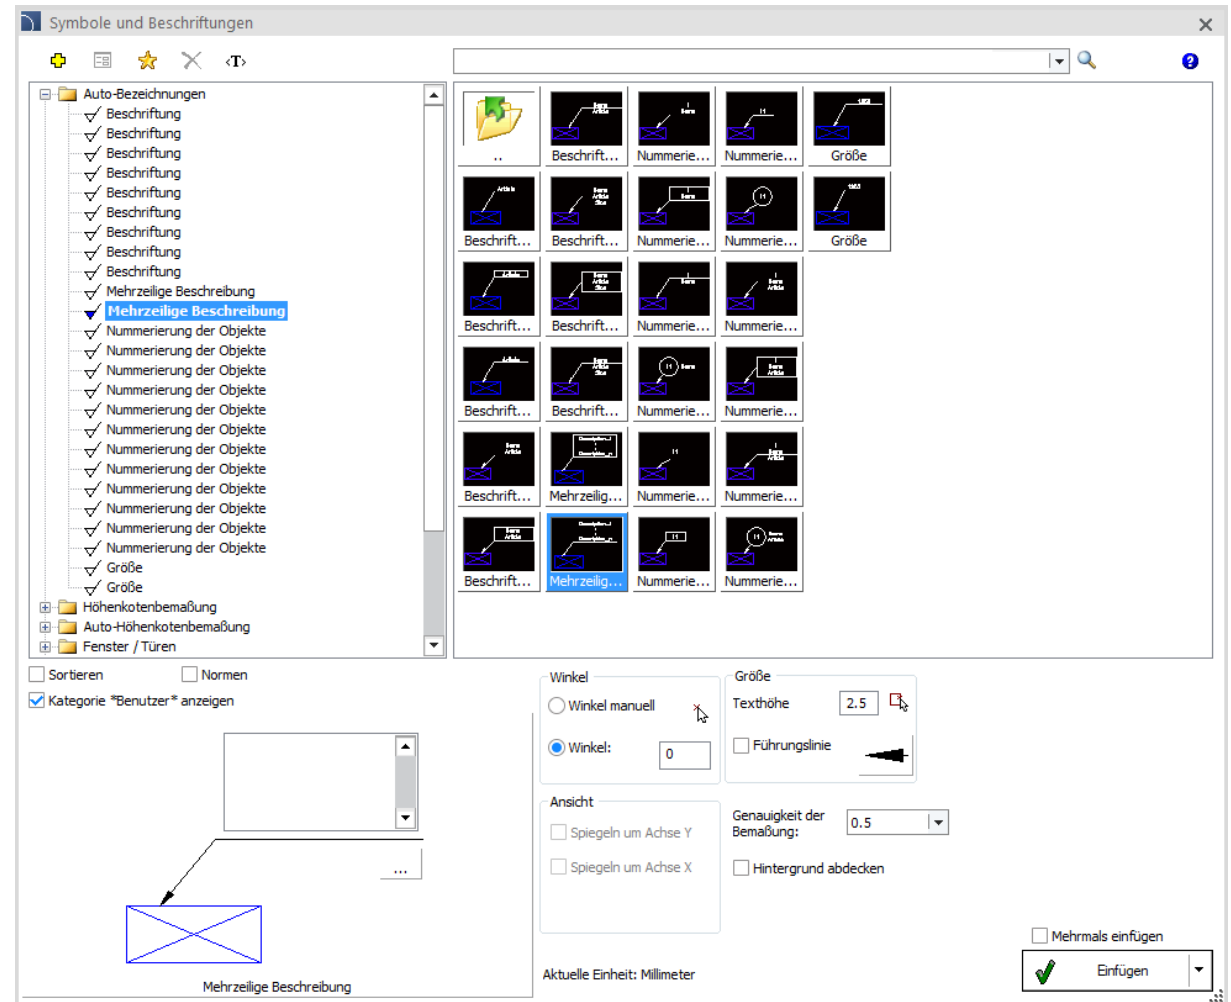 Symbole und Beschriftungen
‹T›
Auto-Bezeichnungen
Beschriftung
Beschriftung
Beschriftung
Beschriftung
Beschriftung
Beschriftung
Beschriftung
Beschriftung
Beschriftung
Mehrzeilige Beschreibung
Mehrzeilige Beschreibung
Nummerierung der Objekte
Nummerierung der Objekte
Nummerierung der Objekte
Nummerierung der Objekte
Nummerierung der Objekte
Nummerierung der Objekte
Nummerierung der Objekte
Nummerierung der Objekte
Nummerierung der Objekte
Nummerierung der Objekte
Nummerierung der Objekte
Nummerierung der Objekte
Größe
Größe
Höhenkotenbemaßung
Auto-Höhenkotenbemaßung
Fenster / Türen
.. Beschrift... Nummerie... Nummerie... Größe
Beschrift... Beschrift... Nummerie... Nummerie... Größe
Beschrift... Beschrift... Nummerie... Nummerie...
Beschrift... Beschrift... Nummerie... Nummerie...
Beschrift... Mehrzeilig... Nummerie... Nummerie...
Beschrift... Mehrzeilig... Nummerie... Nummerie...
Sortieren Normen
Kategorie *Benutzer* anzeigen
...
Mehrzeilige Beschreibung
Winkel
Winkel manuell
Winkel: 0
Größe
Texthöhe 2.5
Führungslinie
Ansicht
Spiegeln um Achse Y
Spiegeln um Achse X
Genauigkeit der
Bemaßung: 0.5
Hintergrund abdecken
Aktuelle Einheit: Millimeter
Mehrmals einfügen
Einfügen